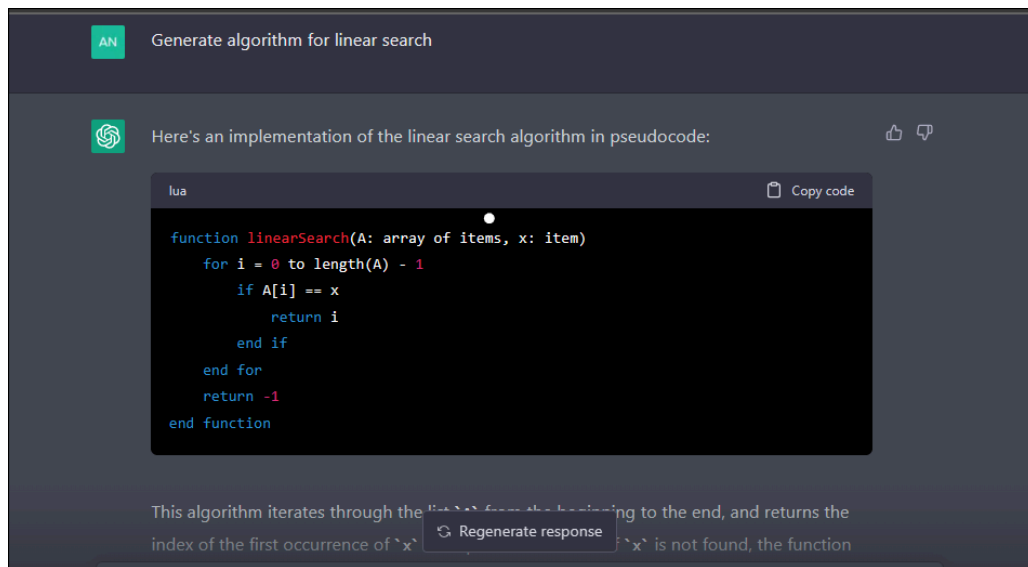 AN
Generate algorithm for linear search
Here's an implementation of the linear search algorithm in pseudocode:
lua
Copy code
function linearSearch(A: array of items, x: item)
    for i = 0 to length(A) - 1
        if A[i] == x
            return i
        end if
    end for
    return -1
end function
This algorithm iterates through the beginning to the end, and returns the
Regenerate response
index of the first occurrence of `x` `x` is not found, the function